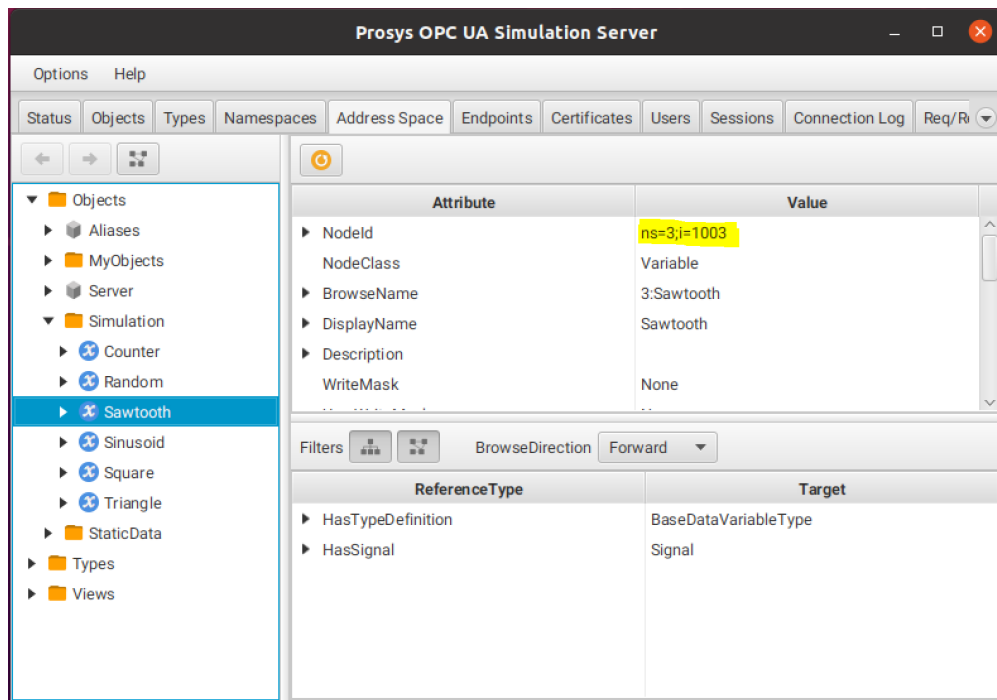 Prosys OPC UA Simulation Server
Options Help
Status Objects Types Namespaces Address Space Endpoints Certificates Users Sessions Connection Log Req/R
Objects
Aliases
MyObjects
Server
Simulation
Counter
Random
Sawtooth
Sinusoid
Square
Triangle
StaticData
Types
Views
Attribute Value
NodeId ns=3;i=1003
NodeClass Variable
BrowseName 3:Sawtooth
DisplayName Sawtooth
Description
WriteMask None
Filters BrowseDirection Forward
ReferenceType Target
HasTypeDefinition BaseDataVariableType
HasSignal Signal